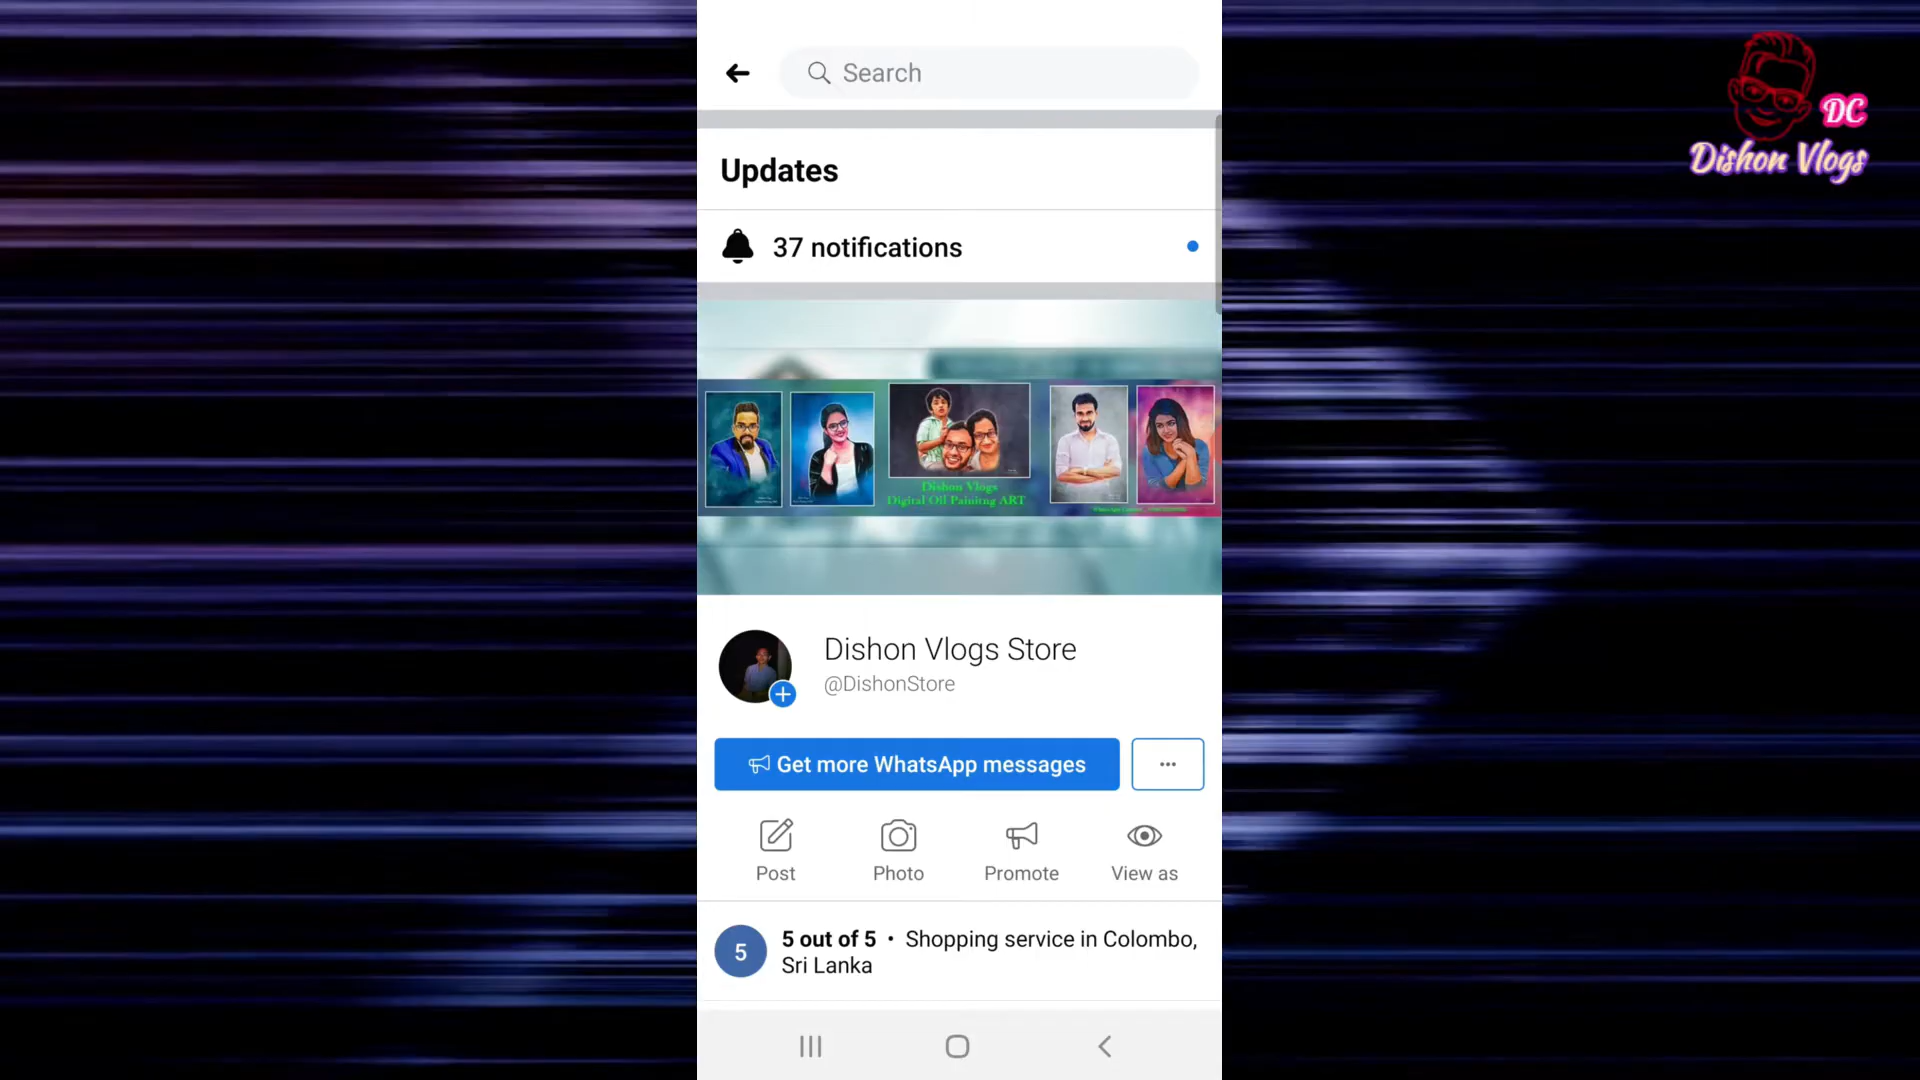 Search
DC
Dishon Vlogs
Updates
37 notifications
Dishon Vlogs
Digital Oil Painitng ART
Dishon Vlogs Store
@DishonStore
Get more WhatsApp messages
Post
Photo
Promote
View as
5
5 out of 5 • Shopping service in Colombo,
Sri Lanka